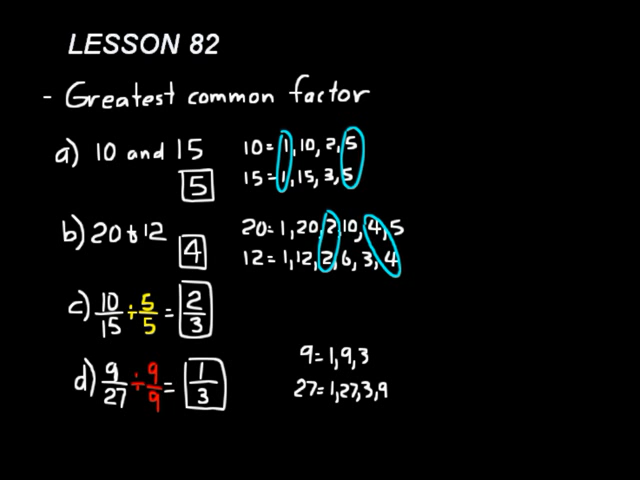 LESSON 82
- Greatest common factor
a) 10 and 15
5
10 = 1, 10, 2, 5
15 = 1, 15, 3, 5
b) 20 & 12
4
20 = 1, 20, 2, 10, 4, 5
12 = 1, 12, 2, 6, 3, 4
c) 10/15 ÷ 5/5 = 2/3
d) 9/27 ÷ 9/9 = 1/3
9 = 1, 9, 3
27 = 1, 27, 3, 9